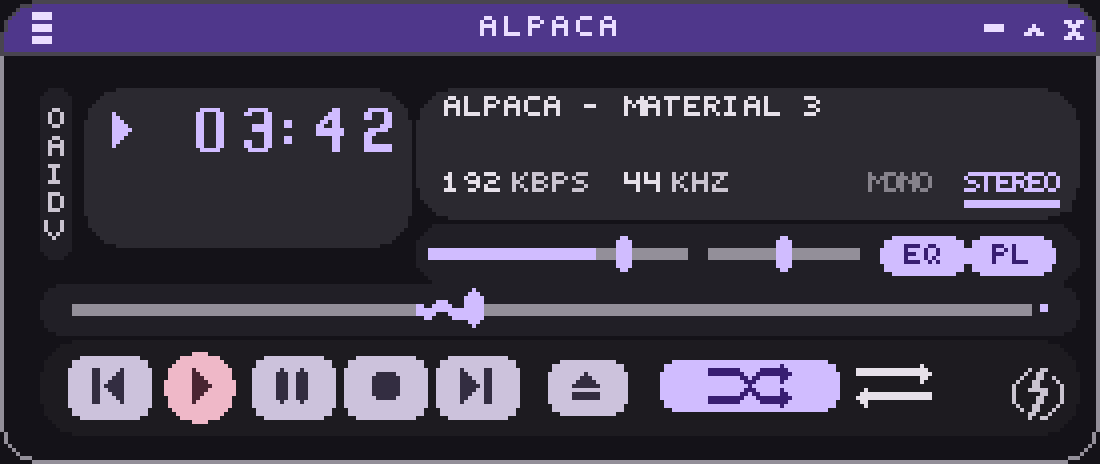 ALPACA
O
A
I
D
V
03:42
ALPACA - MATERIAL 3
192 KBPS 44 KHZ MONO STEREO
EQ PL